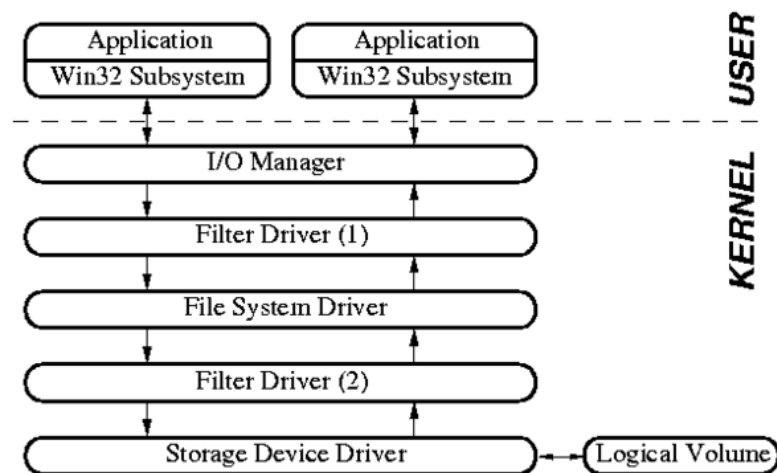 Application
Win32 Subsystem
Application
Win32 Subsystem
USER
I/O Manager
Filter Driver (1)
KERNEL
File System Driver
Filter Driver (2)
Storage Device Driver
Logical Volume